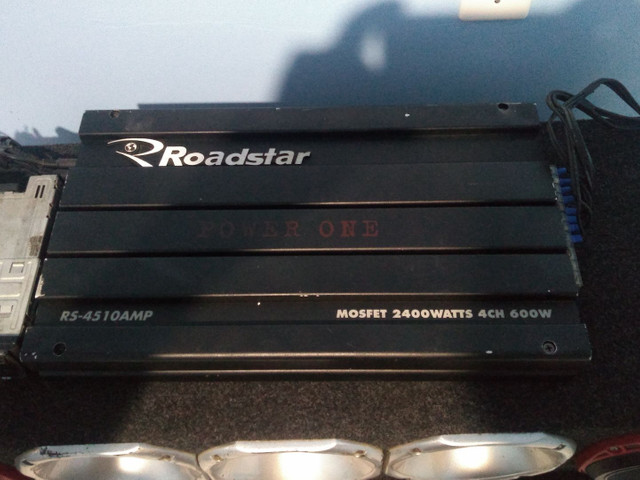 Roadstar
POWER ONE
RS-4510AMP
MOSFET 2400WATTS 4CH 600W